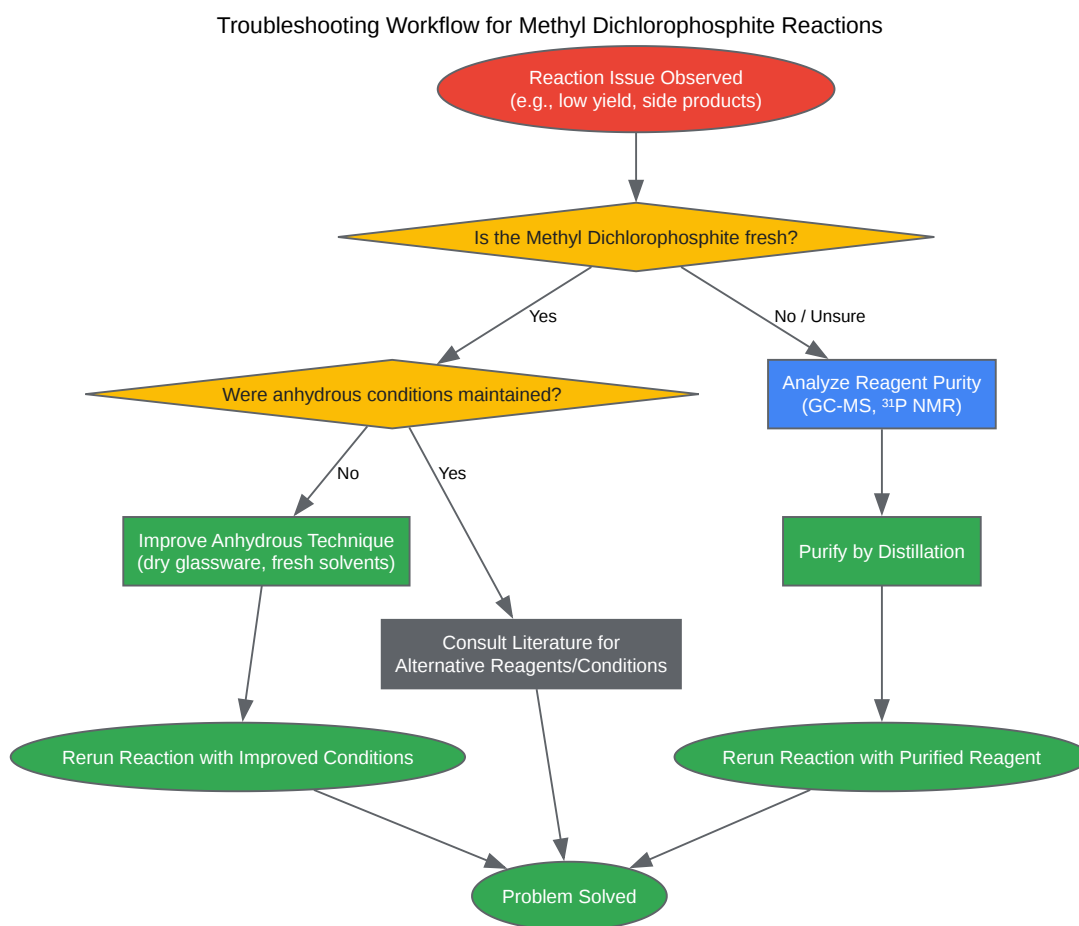 Troubleshooting Workflow for Methyl Dichlorophosphite Reactions
Reaction Issue Observed
(e.g., low yield, side products)
Is the Methyl Dichlorophosphite fresh?
Yes
No / Unsure
Were anhydrous conditions maintained?
Analyze Reagent Purity
(GC-MS, ³¹P NMR)
No
Yes
Improve Anhydrous Technique
(dry glassware, fresh solvents)
Purify by Distillation
Consult Literature for
Alternative Reagents/Conditions
Rerun Reaction with Improved Conditions
Rerun Reaction with Purified Reagent
Problem Solved